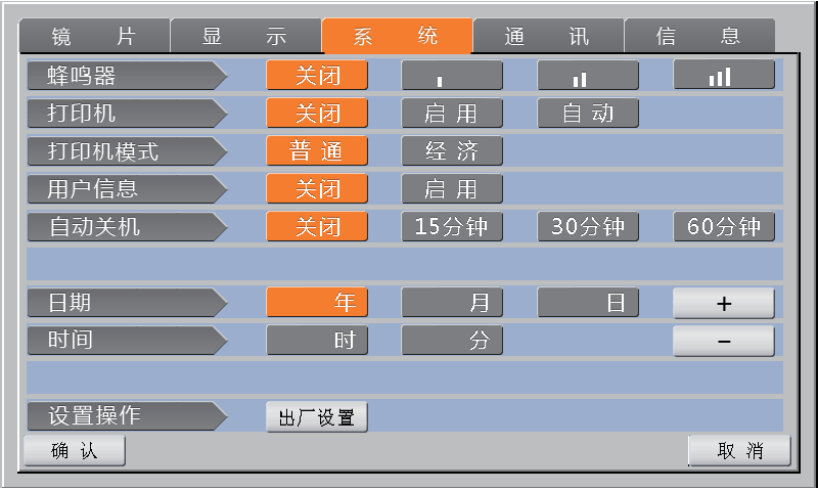 镜 片 显 示 系 统 通 讯 信 息
蜂鸣器 关闭
打印机 关闭 启用 自动
打印机模式 普通 经济
用户信息 关闭 启用
自动关机 关闭 15分钟 30分钟 60分钟
日期 年 月 日 +
时间 时 分 −
设置操作 出厂设置
确 认 取 消